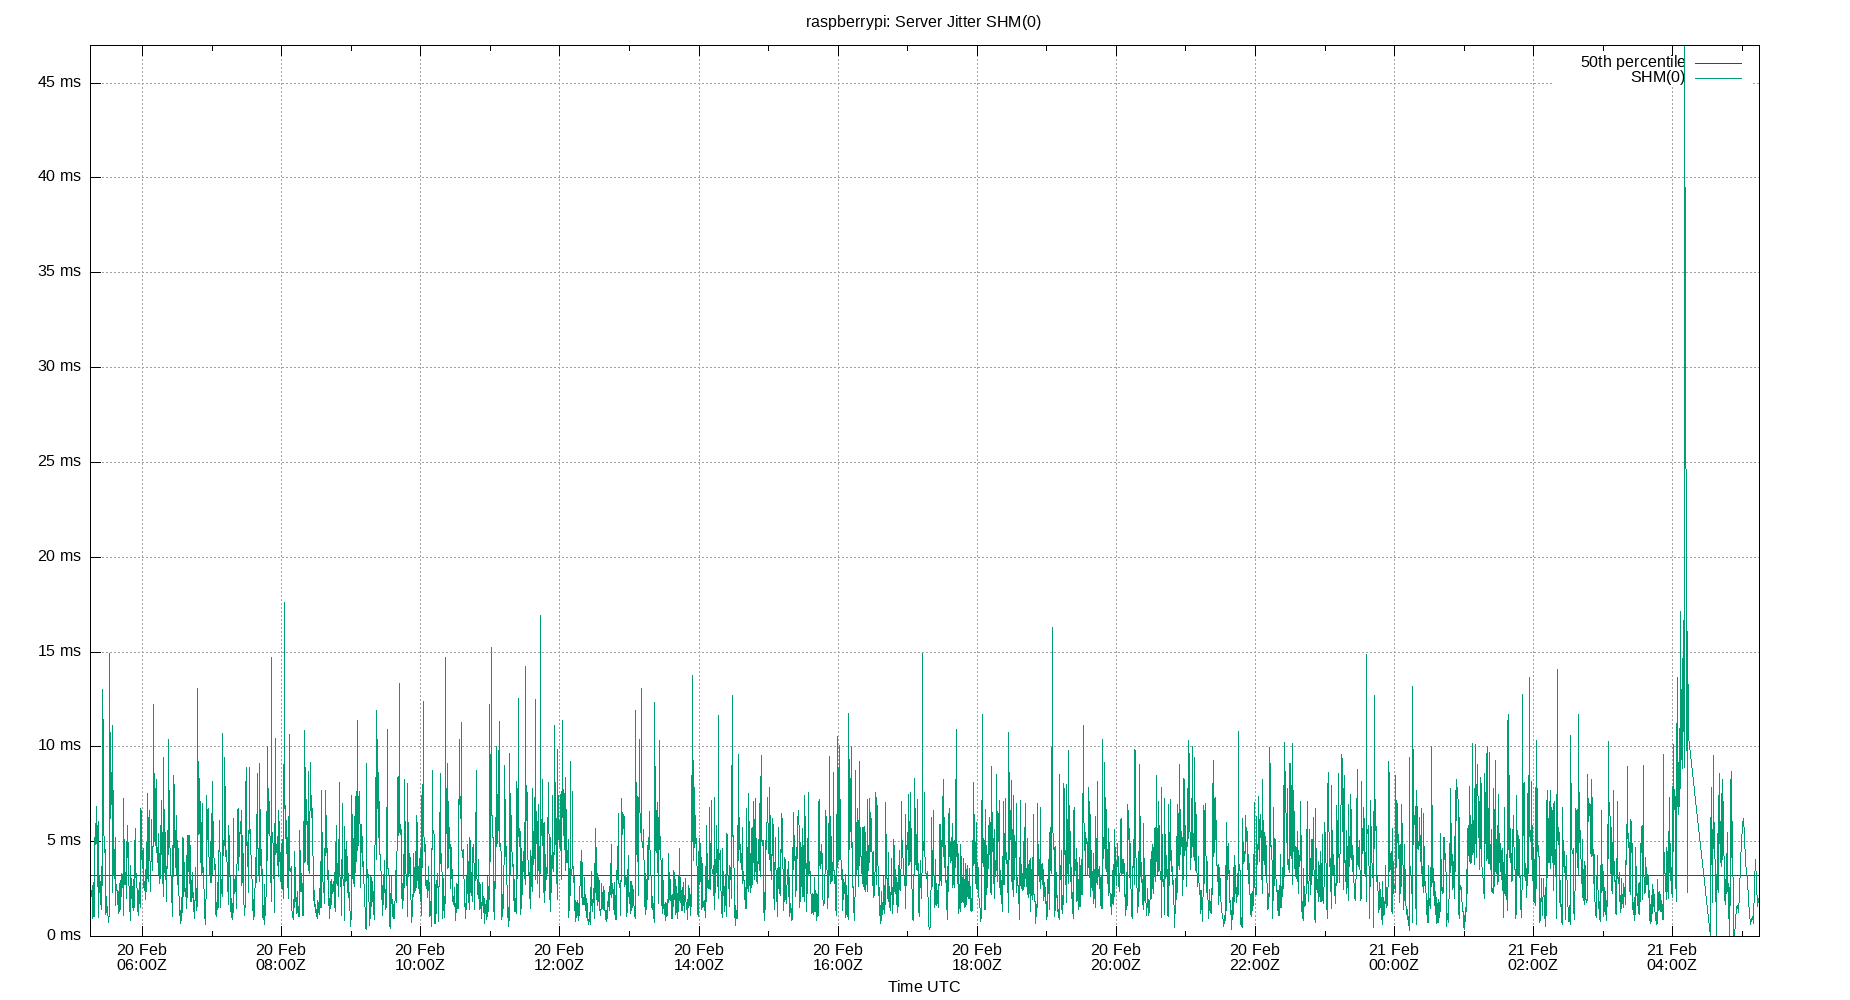 raspberrypi: Server Jitter SHM(0)
50th percentile
SHM(0)
45 ms
40 ms
35 ms
30 ms
25 ms
20 ms
15 ms
10 ms
5 ms
0 ms
20 Feb 20 Feb 20 Feb 20 Feb 20 Feb 20 Feb 20 Feb 20 Feb 20 Feb 21 Feb 21 Feb 21 Feb
06:00Z 08:00Z 10:00Z 12:00Z 14:00Z 16:00Z 18:00Z 20:00Z 22:00Z 00:00Z 02:00Z 04:00Z
Time UTC